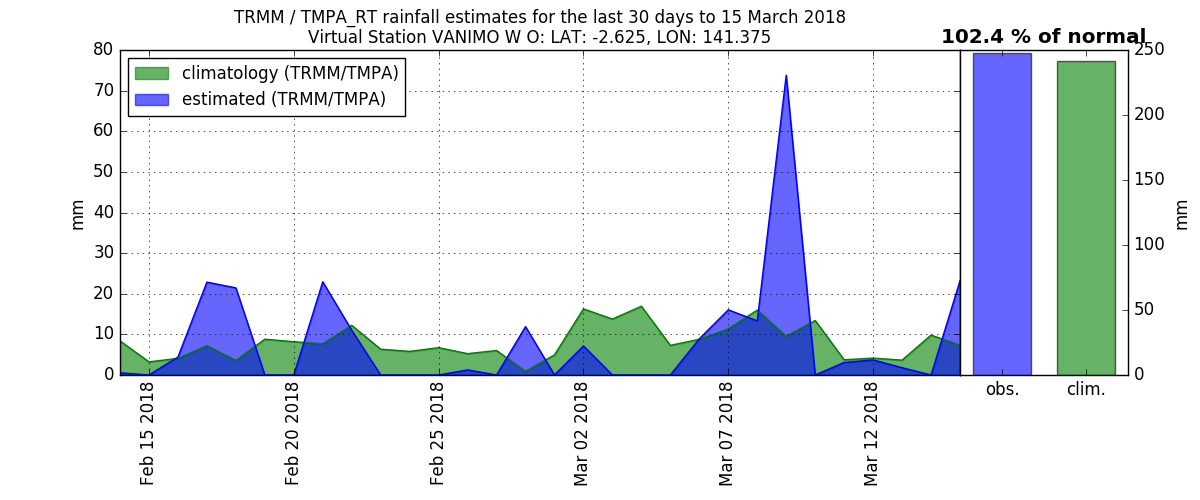 TRMM / TMPA_RT rainfall estimates for the last 30 days to 15 March 2018
Virtual Station VANIMO W O: LAT: -2.625, LON: 141.375
102.4 % of normal
climatology (TRMM/TMPA)
estimated (TRMM/TMPA)
mm
80
70
60
50
40
30
20
10
0
Feb 15 2018
Feb 20 2018
Feb 25 2018
Mar 02 2018
Mar 07 2018
Mar 12 2018
obs.
clim.
250
200
150
100
50
0
mm